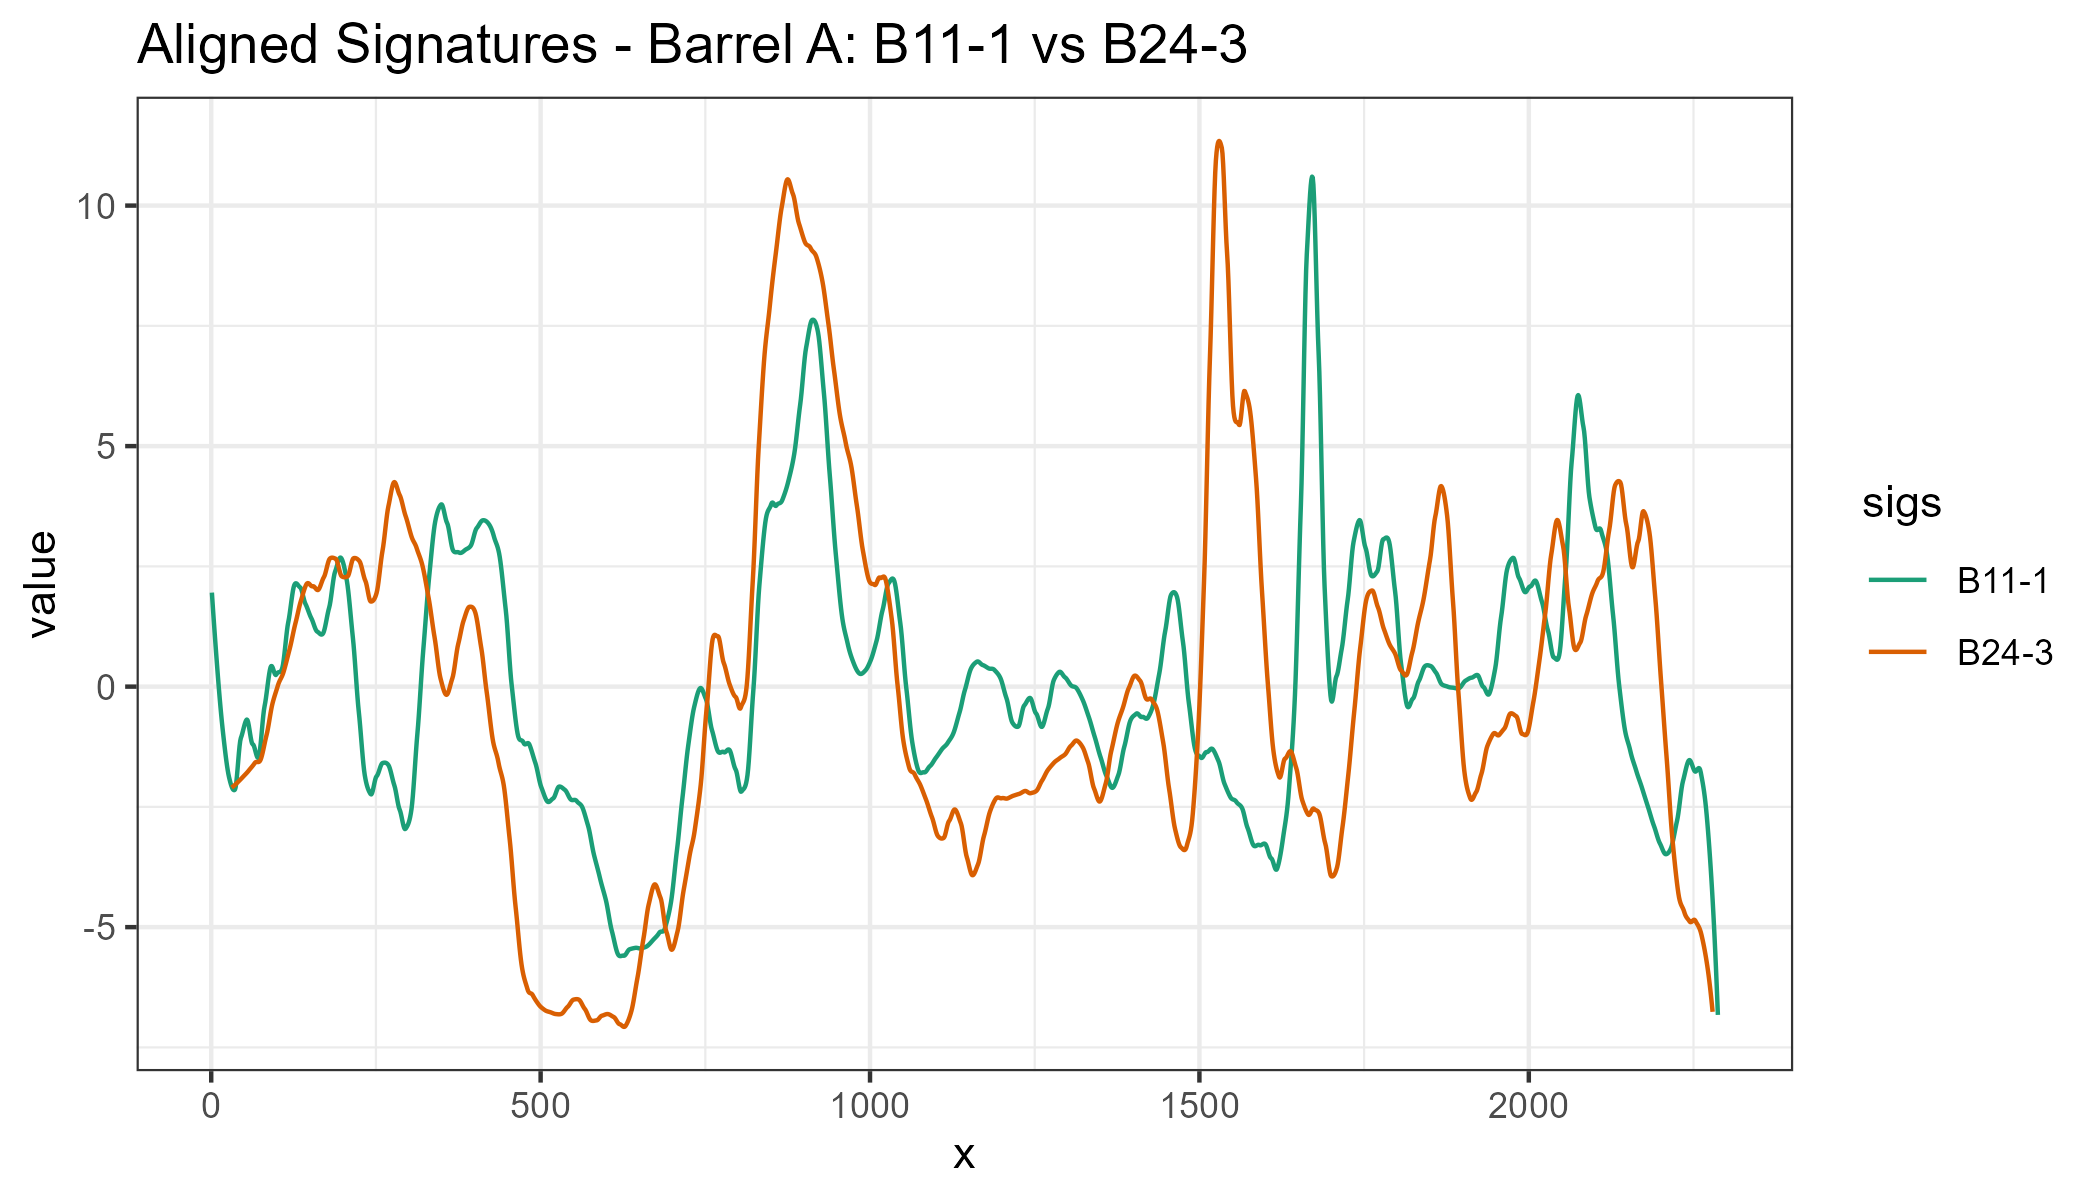 Aligned Signatures - Barrel A: B11-1 vs B24-3
10
5
0
-5
value
0 500 1000 1500 2000
x
sigs
B11-1
B24-3